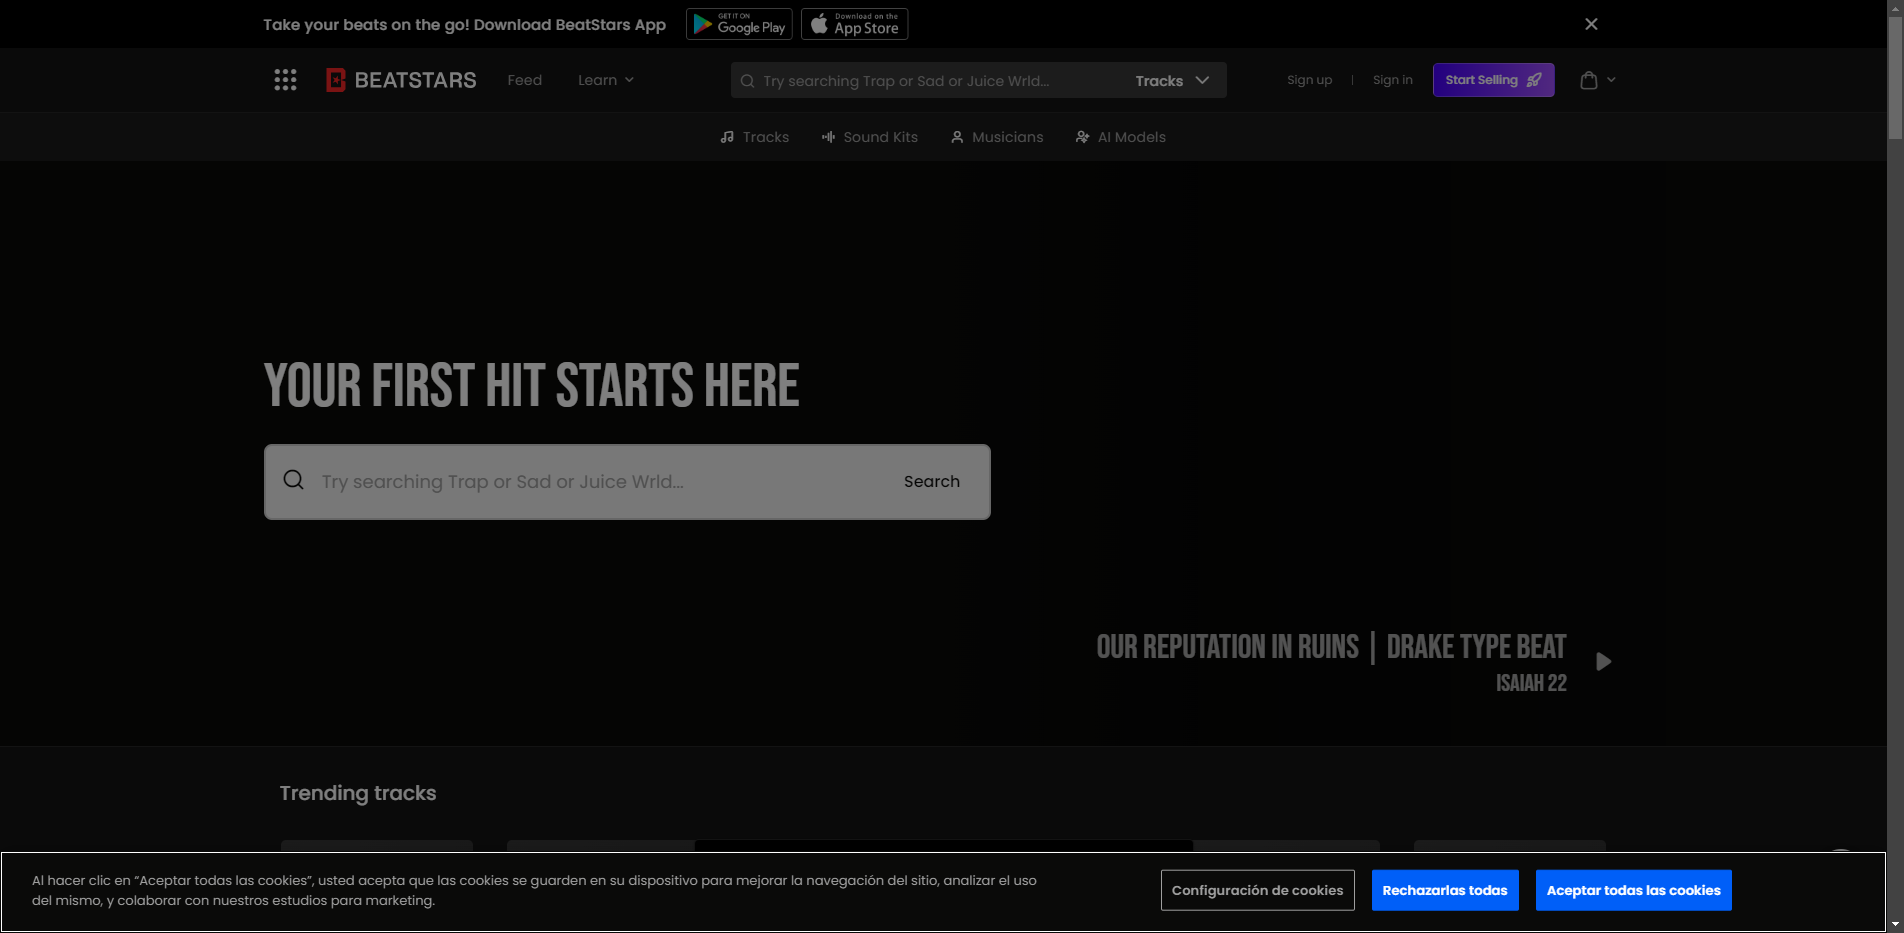 Take your beats on the go! Download BeatStars App
GET IT ON
Google Play
Download on the
App Store
BEATSTARS
Feed
Learn
Try searching Trap or Sad or Juice Wrld...
Tracks
Sign up
Sign in
Start Selling
Tracks
Sound Kits
Musicians
AI Models
YOUR FIRST HIT STARTS HERE
Try searching Trap or Sad or Juice Wrld...
Search
OUR REPUTATION IN RUINS | DRAKE TYPE BEAT
ISAIAH 22
Trending tracks
Al hacer clic en “Aceptar todas las cookies”, usted acepta que las cookies se guarden en su dispositivo para mejorar la navegación del sitio, analizar el uso
del mismo, y colaborar con nuestros estudios para marketing.
Configuración de cookies
Rechazarlas todas
Aceptar todas las cookies